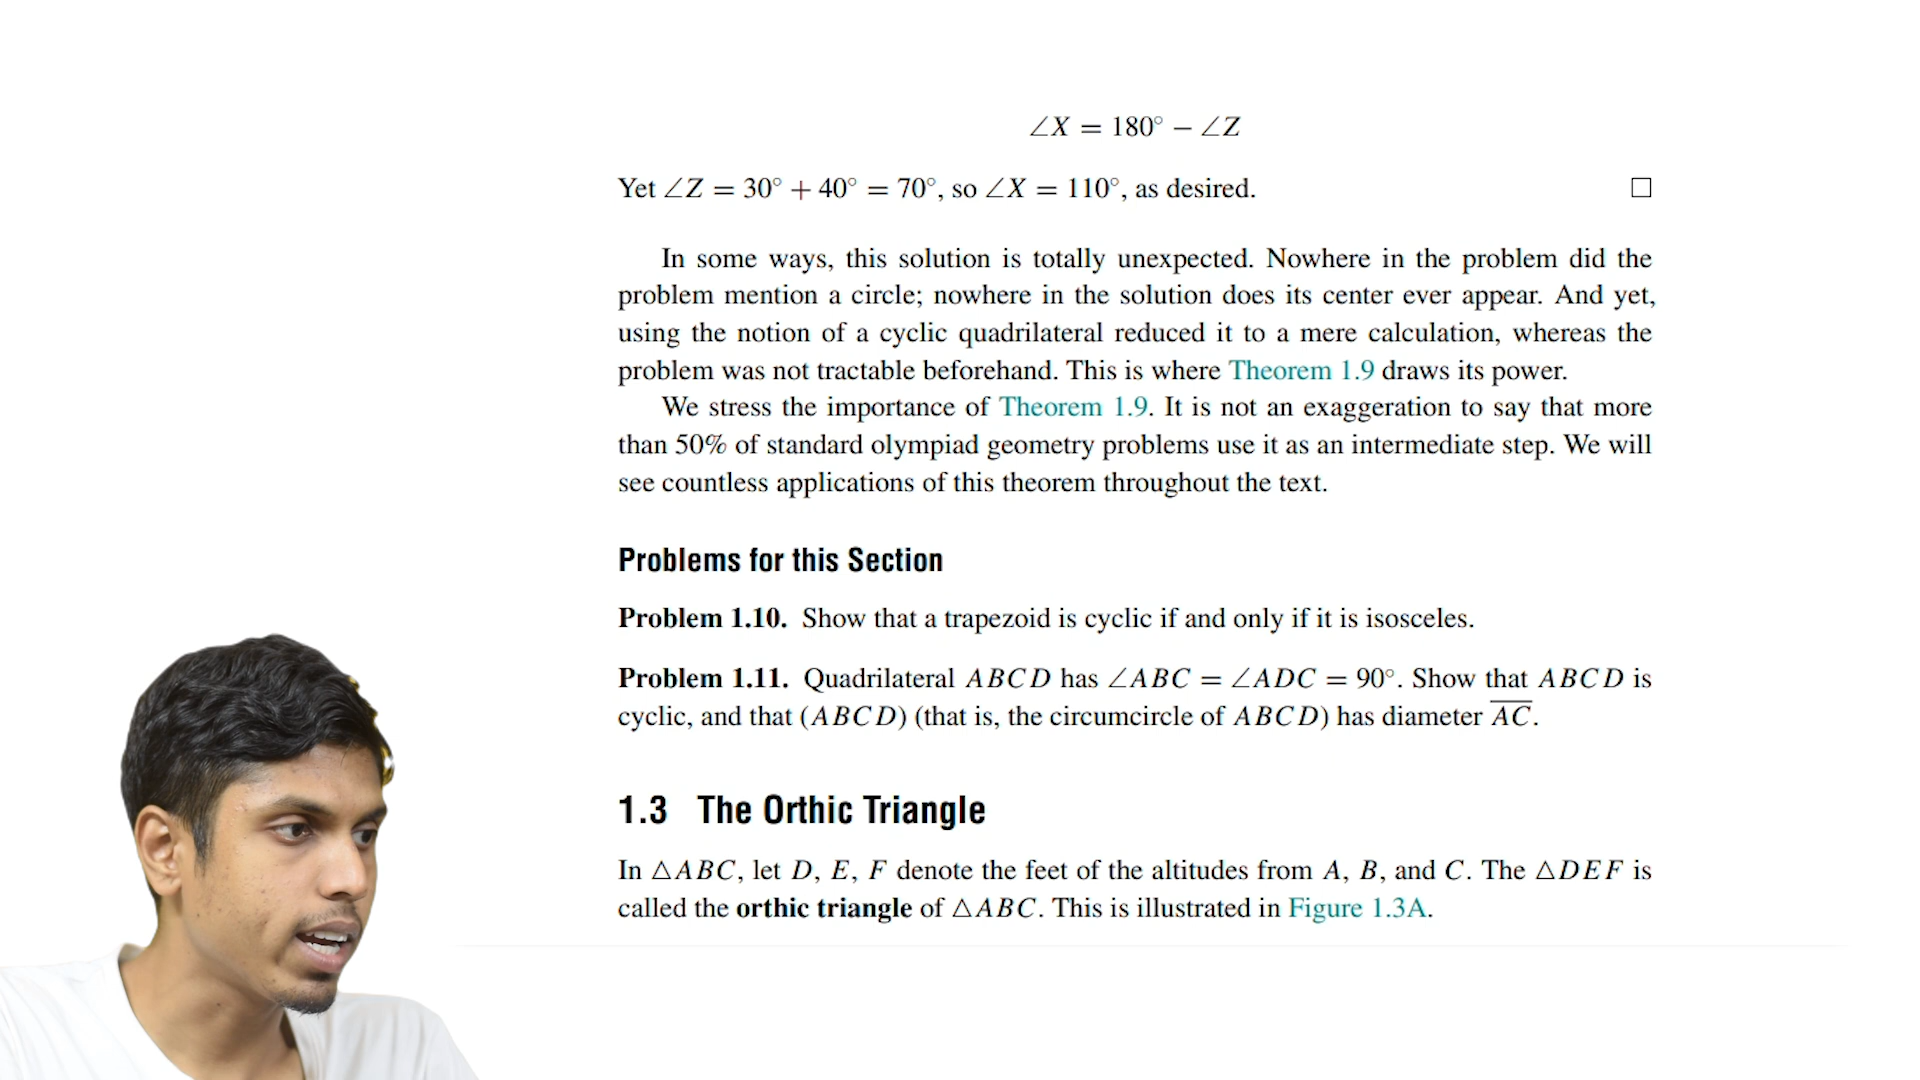 ∠X = 180° − ∠Z
Yet ∠Z = 30° + 40° = 70°, so ∠X = 110°, as desired. □
In some ways, this solution is totally unexpected. Nowhere in the problem did the
problem mention a circle; nowhere in the solution does its center ever appear. And yet,
using the notion of a cyclic quadrilateral reduced it to a mere calculation, whereas the
problem was not tractable beforehand. This is where Theorem 1.9 draws its power.
We stress the importance of Theorem 1.9. It is not an exaggeration to say that more
than 50% of standard olympiad geometry problems use it as an intermediate step. We will
see countless applications of this theorem throughout the text.
Problems for this Section
Problem 1.10. Show that a trapezoid is cyclic if and only if it is isosceles.
Problem 1.11. Quadrilateral ABCD has ∠ABC = ∠ADC = 90°. Show that ABCD is
cyclic, and that (ABCD) (that is, the circumcircle of ABCD) has diameter A̅C̅.
1.3 The Orthic Triangle
In △ABC, let D, E, F denote the feet of the altitudes from A, B, and C. The △DEF is
called the orthic triangle of △ABC. This is illustrated in Figure 1.3A.